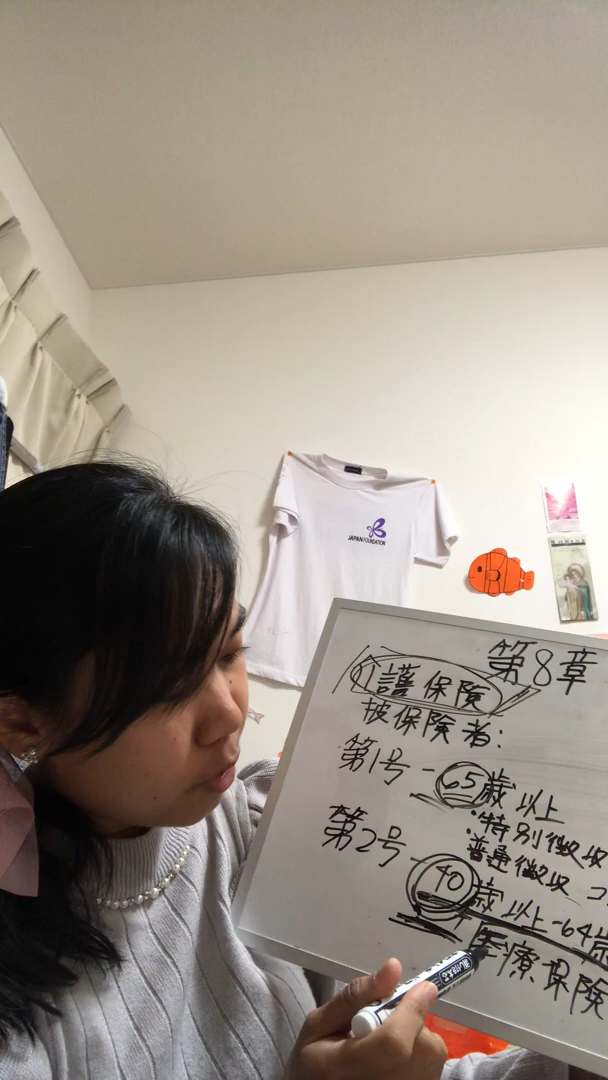 JAPANFOUNDATION
第8章
介護保険
被保険者:
第1号 - 65歳以上
・特別徴収
・普通徴収 コ
第2号 - 40歳以上-64歳
医療保険